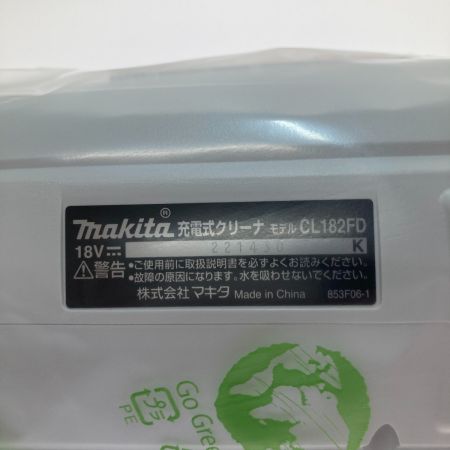 makita® 充電式クリーナ モデル CL182FD
18V⎓ 221430 K
⚠警告 •ご使用前に取扱説明書を必ずよくお読みください。
•故障の原因になります。水を吸わせないでください。
株式会社 マキタ Made in China 853F06-1
Go Gree
プラ
PE